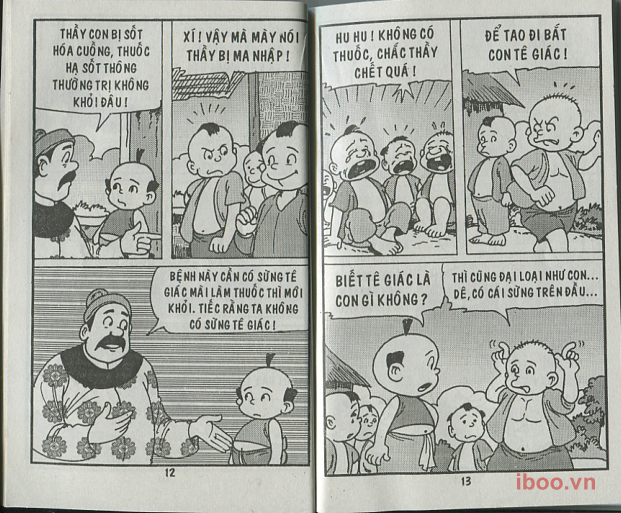 THẦY CON BỊ SỐT
HÓA CUỒNG, THUỐC
HẠ SỐT THÔNG
THƯỜNG TRỊ KHÔNG
KHỎI ĐÂU !
XÍ ! VẬY MÀ MÀY NÓI
THẦY BỊ MA NHẬP !
BỆNH NÀY CẦN CÓ SỪNG TÊ
GIÁC MÀI LÀM THUỐC THÌ MỚI
KHỎI. TIẾC RẰNG TA KHÔNG
CÓ SỪNG TÊ GIÁC !
12
HU HU ! KHÔNG CÓ
THUỐC, CHẮC THẦY
CHẾT QUÁ !
ĐỂ TAO ĐI BẮT
CON TÊ GIÁC !
BIẾT TÊ GIÁC LÀ
CON GÌ KHÔNG ?
THÌ CŨNG ĐẠI LOẠI NHƯ CON...
DÊ, CÓ CÁI SỪNG TRÊN ĐẦU...
13
iboo.vn